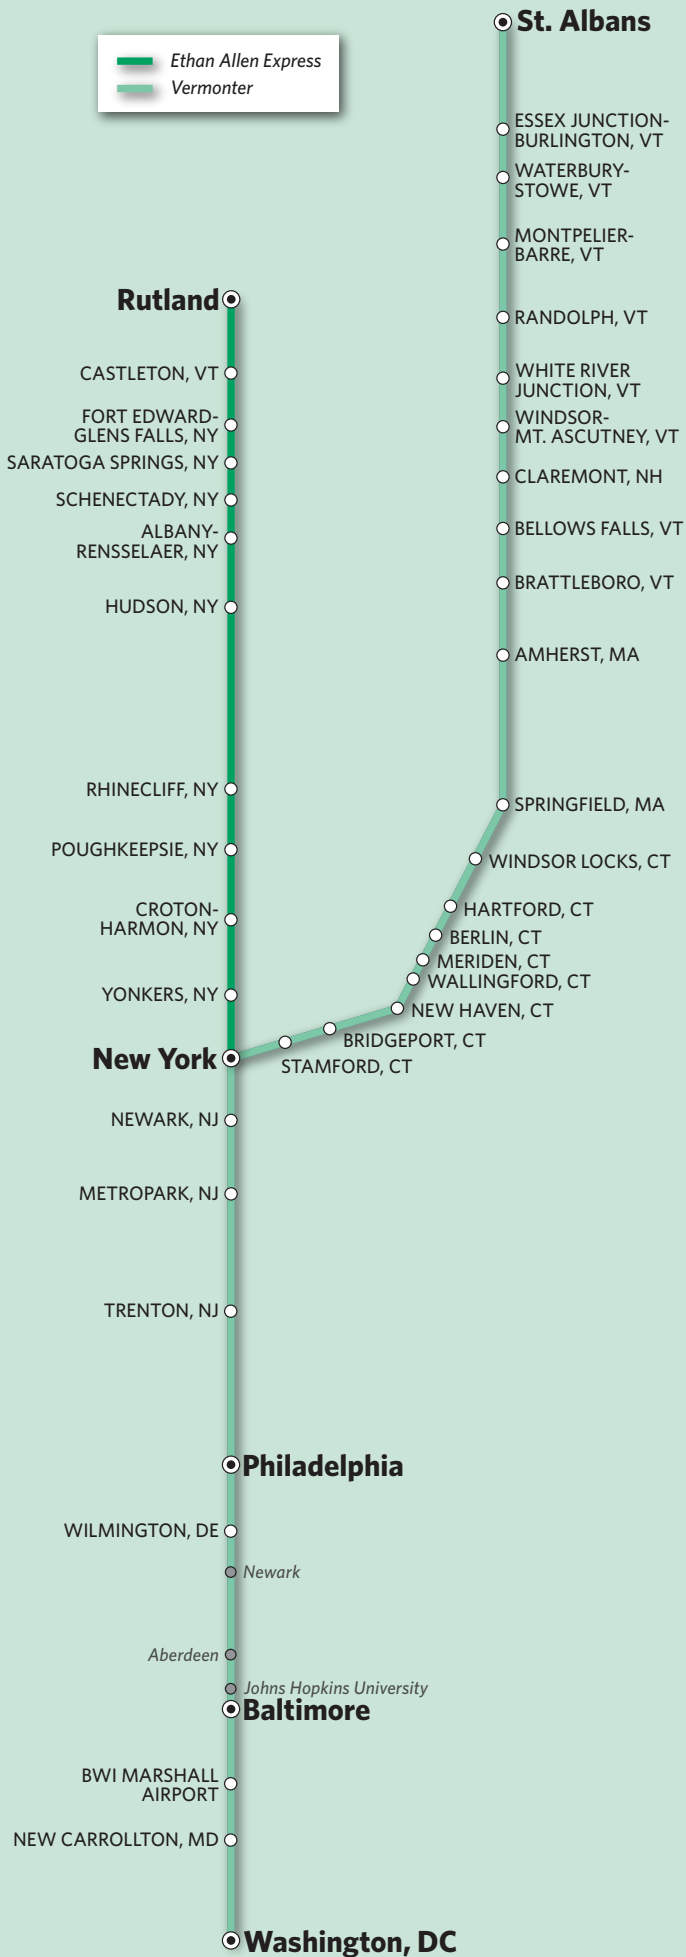 St. Albans
Ethan Allen Express
Vermonter
ESSEX JUNCTION-
BURLINGTON, VT
WATERBURY-
STOWE, VT
MONTPELIER-
BARRE, VT
Rutland
RANDOLPH, VT
CASTLETON, VT
WHITE RIVER
JUNCTION, VT
FORT EDWARD-
GLENS FALLS, NY
WINDSOR-
MT. ASCUTNEY, VT
SARATOGA SPRINGS, NY
CLAREMONT, NH
SCHENECTADY, NY
ALBANY-
RENSSELAER, NY
BELLOWS FALLS, VT
BRATTLEBORO, VT
HUDSON, NY
AMHERST, MA
RHINECLIFF, NY
SPRINGFIELD, MA
POUGHKEEPSIE, NY
WINDSOR LOCKS, CT
CROTON-
HARMON, NY
HARTFORD, CT
BERLIN, CT
MERIDEN, CT
WALLINGFORD, CT
YONKERS, NY
NEW HAVEN, CT
BRIDGEPORT, CT
New York
STAMFORD, CT
NEWARK, NJ
METROPARK, NJ
TRENTON, NJ
Philadelphia
WILMINGTON, DE
Newark
Aberdeen
Johns Hopkins University
Baltimore
BWI MARSHALL
AIRPORT
NEW CARROLLTON, MD
Washington, DC